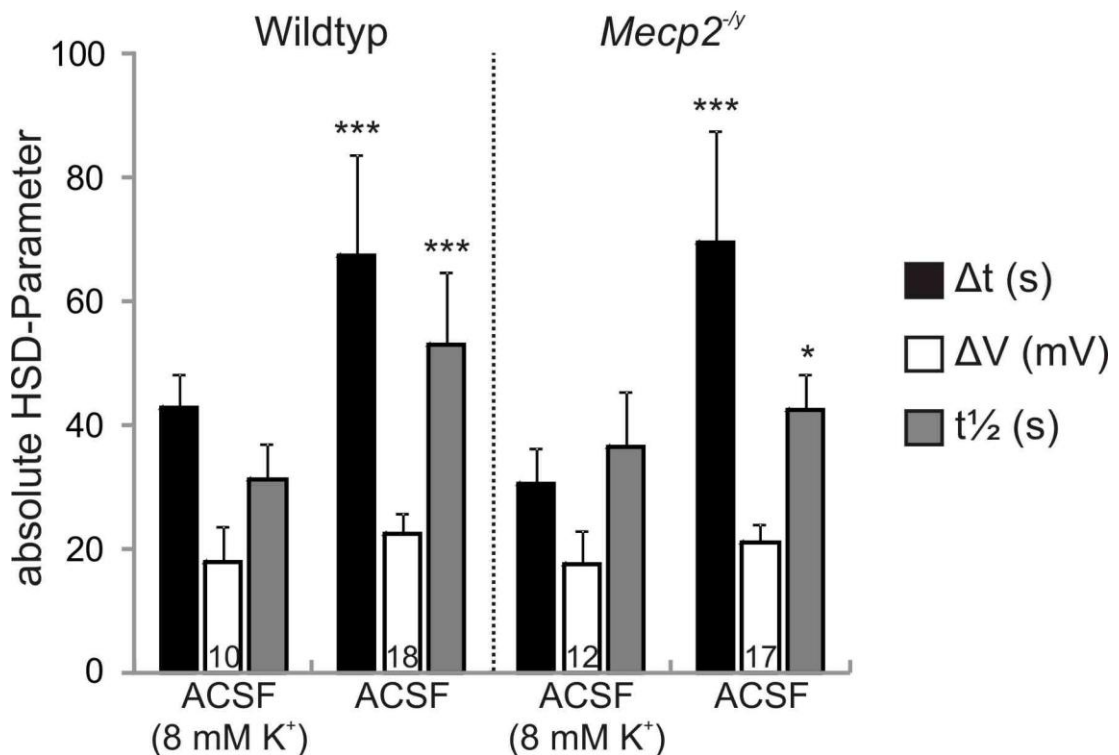 Wildtyp
Mecp2-/y
absolute HSD-Parameter
100
80
60
40
20
0
***
***
***
*
10
18
12
17
ACSF
(8 mM K+)
ACSF
ACSF
(8 mM K+)
ACSF
Δt (s)
ΔV (mV)
t½ (s)